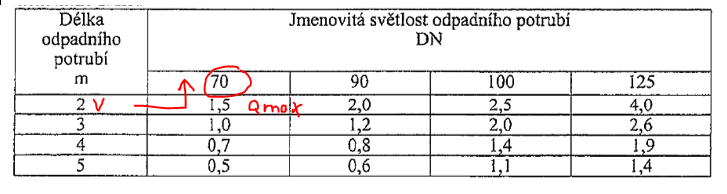 Délka odpadního potrubí m
Jmenovitá světlost odpadního potrubí DN
70 90 100 125
2 V 1,5 Qmax 2,0 2,5 4,0
3 1,0 1,2 2,0 2,6
4 0,7 0,8 1,4 1,9
5 0,5 0,6 1,1 1,4